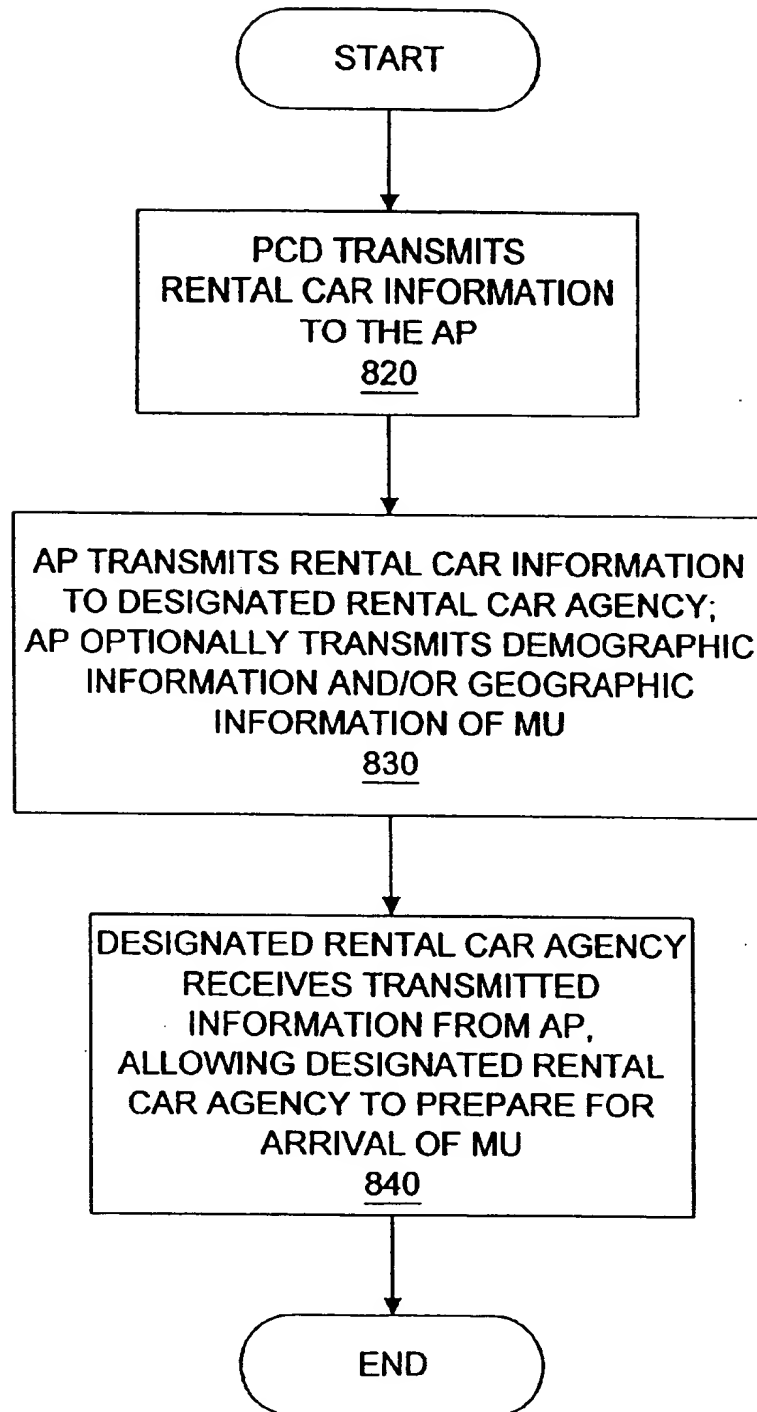 START
PCD TRANSMITS
RENTAL CAR INFORMATION
TO THE AP
820
AP TRANSMITS RENTAL CAR INFORMATION
TO DESIGNATED RENTAL CAR AGENCY;
AP OPTIONALLY TRANSMITS DEMOGRAPHIC
INFORMATION AND/OR GEOGRAPHIC
INFORMATION OF MU
830
DESIGNATED RENTAL CAR AGENCY
RECEIVES TRANSMITTED
INFORMATION FROM AP,
ALLOWING DESIGNATED RENTAL
CAR AGENCY TO PREPARE FOR
ARRIVAL OF MU
840
END